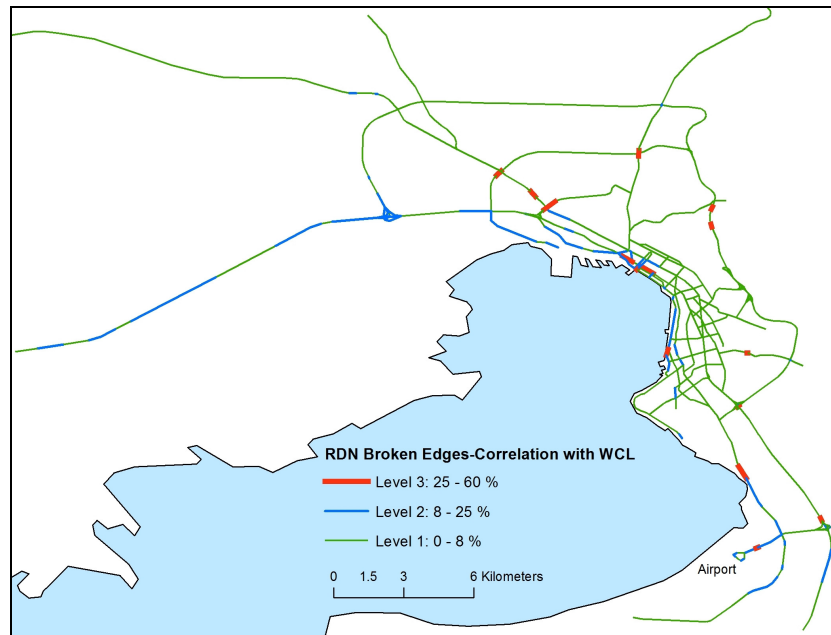 RDN Broken Edges-Correlation with WCL
Level 3: 25 - 60 %
Level 2: 8 - 25 %
Level 1: 0 - 8 %
0 1.5 3 6 Kilometers
Airport